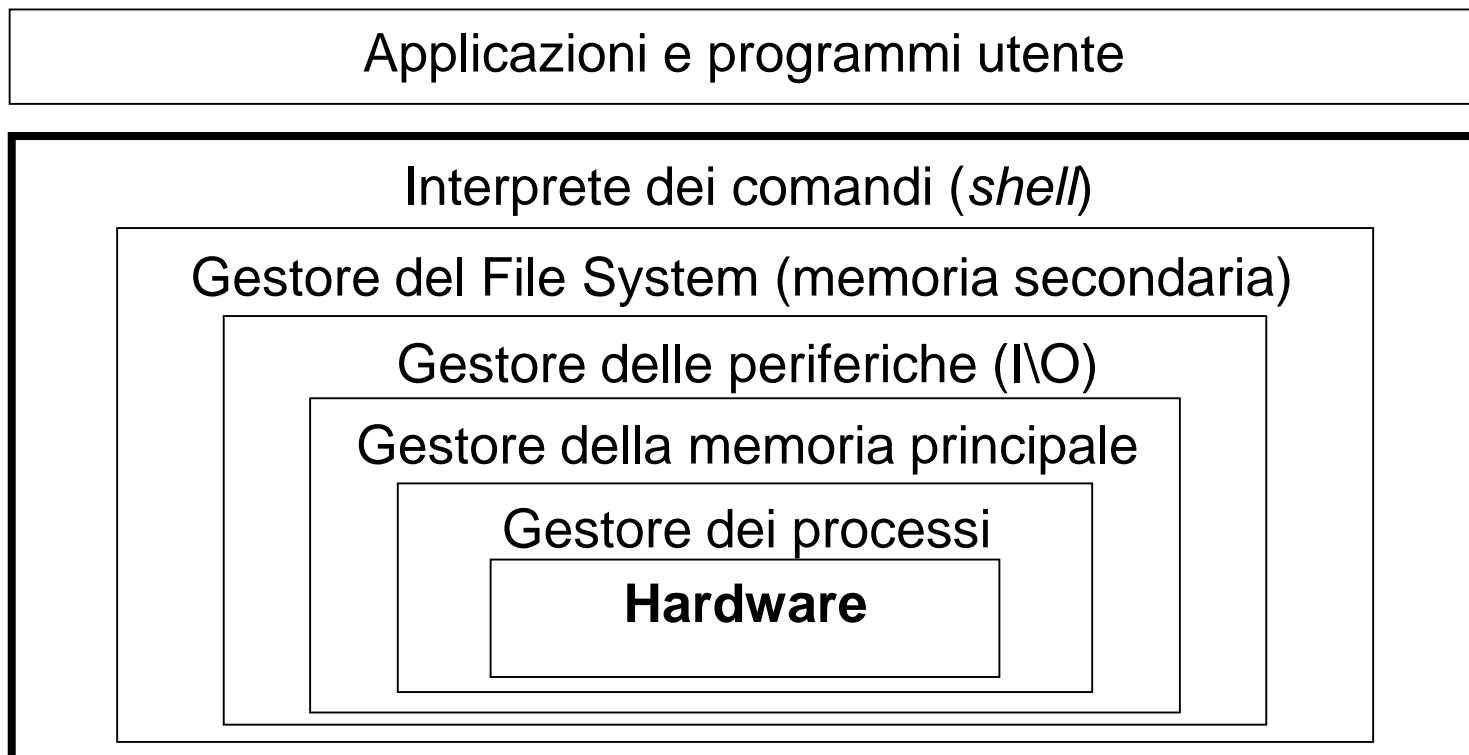 Applicazioni e programmi utente
Interprete dei comandi (shell)
Gestore del File System (memoria secondaria)
Gestore delle periferiche (I\O)
Gestore della memoria principale
Gestore dei processi
Hardware